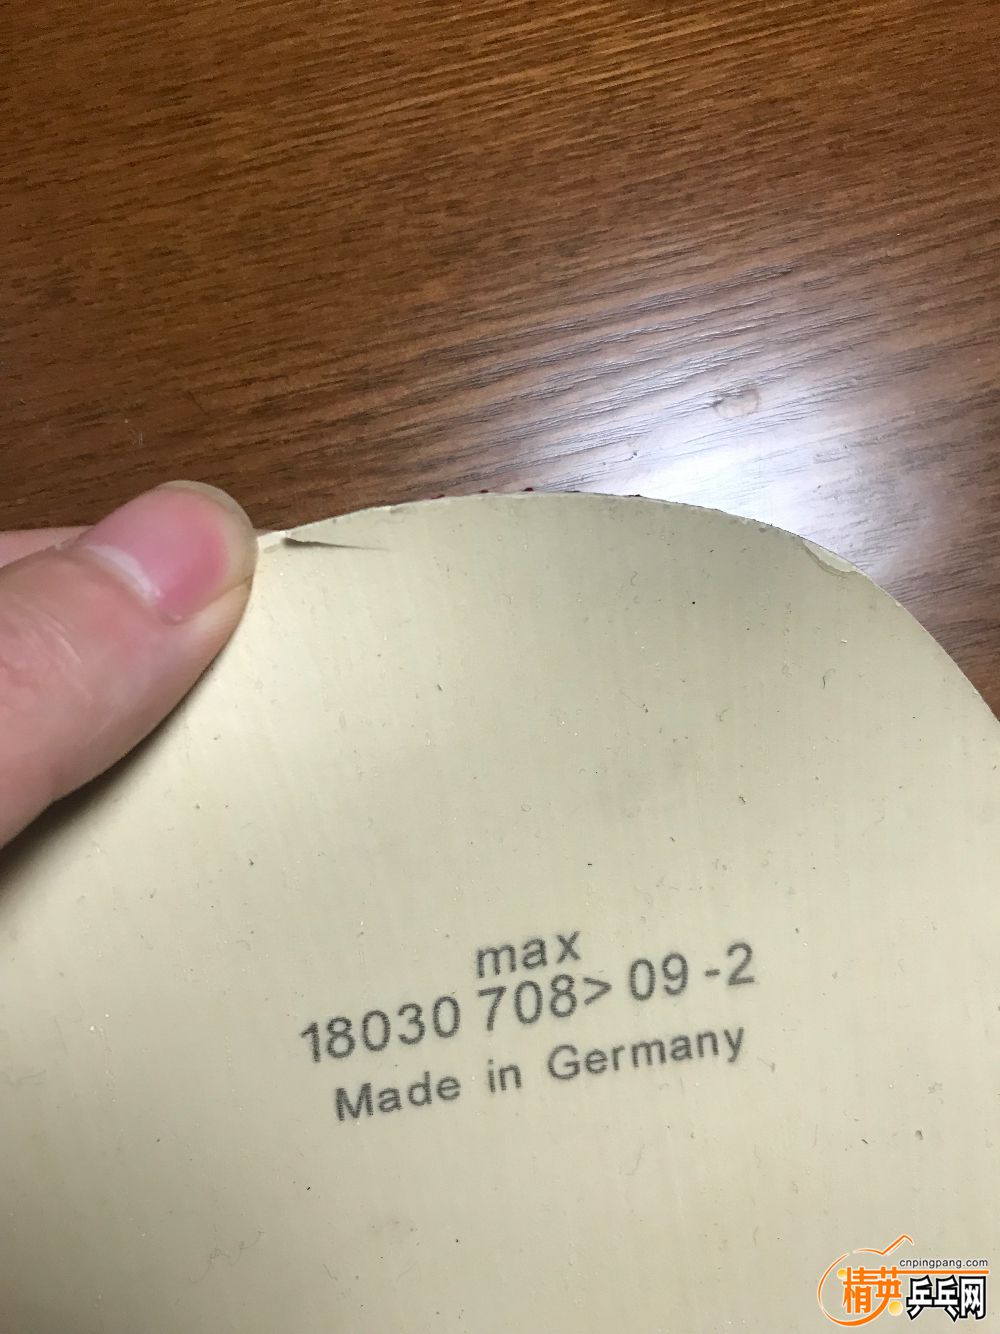 max
18030 708> 09-2
Made in Germany
cnpingpang.com
精英乒乓网